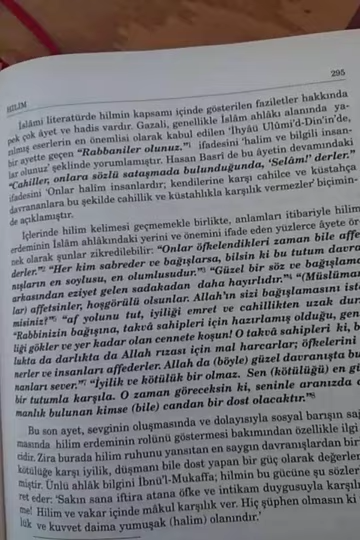 295
HİLİM
İslâmî literatürde hilmin kapsamı içinde gösterilen faziletler hakkında
pek çok âyet ve hadis vardır. Gazali, genellikle İslâm ahlâkı alanında ya-
zılmış eserlerin en önemlisi olarak kabul edilen 'İhyâü Ulûmi'd-Din'in'de,
bir ayette geçen "Rabbaniler olunuz." ifadesini 'halim ve bilgili insan-
lar olunuz' şeklinde yorumlamıştır. Hasan Basrî de bu âyetin devamındaki
"Cahiller, onlara sözlü sataşmada bulunduğunda, 'Selâm!' derler."
ifadesini 'Onlar halim insanlardır; kendilerine karşı cahilce ve küstahça
davrananlara bu şekilde cahillik ve küstahlıkla karşılık vermezler' biçimin-
de açıklamıştır.
İçlerinde hilim kelimesi geçmemekle birlikte, anlamları itibariyle hilim
erdeminin İslâm ahlâkındaki yerini ve önemini ifade eden yüzlerce âyete ör-
nek olarak şunlar zikredilebilir: "Onlar öfkelendikleri zaman bile affe-
derler." "Her kim sabreder ve bağışlarsa, bilsin ki bu tutum davra-
nışların en soylusu, en olumlusudur." "Güzel bir söz ve bağışlama
arkasından eziyet gelen sadakadan daha hayırlıdır." "(Müslüman-
lar) affetsinler, hoşgörülü olsunlar. Allah'ın sizi bağışlamasını iste
misiniz?" "af yolunu tut, iyiliği emret ve cahillikten uzak dur
"Rabbinizin bağışına, takvâ sahipleri için hazırlamış olduğu, gen
liği gökler ve yer kadar olan cennete koşun! O takvâ sahipleri ki, b
lukta da darlıkta da Allah rızası için mal harcarlar; öfkelerini
nerler ve insanları affederler. Allah da (böyle) güzel davranışta bu
nanları sever." "İyilik ve kötülük bir olmaz. Sen (kötülüğü) en gü
bir tutumla karşıla. O zaman göreceksin ki, seninle aranızda
manlık bulunan kimse (bile) candan bir dost olacaktır."
Bu son ayet, sevginin oluşmasında ve dolayısıyla sosyal barışın sağ
masında hilim erdeminin rolünü göstermesi bakımından özellikle ilgi
cidir. Zira burada hilim ruhunu yansıtan en saygın davranışlardan bir
kötülüğe karşı iyilik, düşmanı bile dost yapan bir güç olarak değerler
miştir. Ünlü ahlâk bilgini İbnü'l-Mukaffa; hilmin bu gücüne şu sözler
ret eder: 'Sakın sana iftira atana öfke ve intikam duygusuyla karşılı
me! Hilim ve vakar içinde mâkul karşılık ver. Hiç şüphen olmasın ki
lük ve kuvvet daima yumuşak (halim) olanındır.'